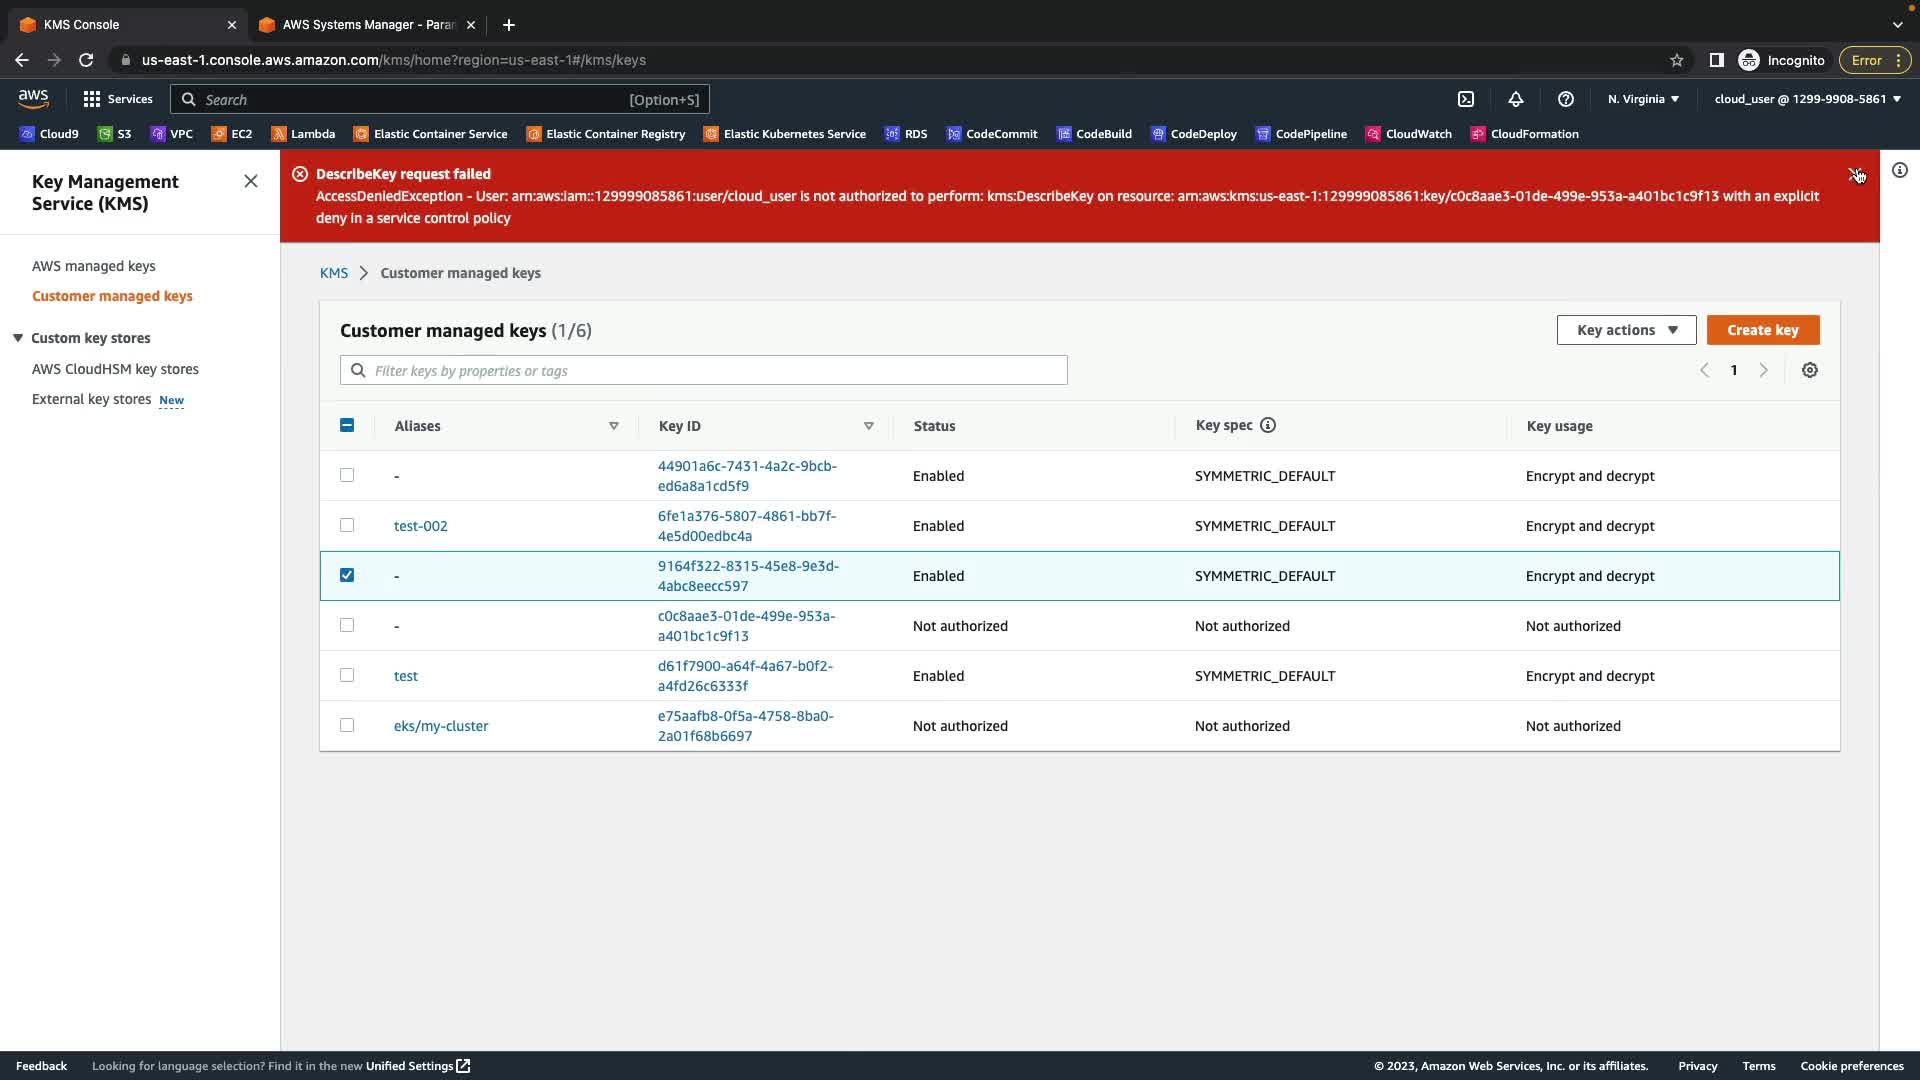 KMS Console
AWS Systems Manager - Param
us-east-1.console.aws.amazon.com/kms/home?region=us-east-1#/kms/keys
Incognito
Error
aws
Services
Search
[Option+S]
N. Virginia
cloud_user @ 1299-9908-5861
Cloud9
S3
VPC
EC2
Lambda
Elastic Container Service
Elastic Container Registry
Elastic Kubernetes Service
RDS
CodeCommit
CodeBuild
CodeDeploy
CodePipeline
CloudWatch
CloudFormation
Key Management
Service (KMS)
AWS managed keys
Customer managed keys
Custom key stores
AWS CloudHSM key stores
External key stores New
DescribeKey request failed
AccessDeniedException - User: arn:aws:iam::129999085861:user/cloud_user is not authorized to perform: kms:DescribeKey on resource: arn:aws:kms:us-east-1:129999085861:key/c0c8aae3-01de-499e-953a-a401bc1c9f13 with an explicit
deny in a service control policy
KMS
Customer managed keys
Customer managed keys (1/6)
Key actions
Create key
Filter keys by properties or tags
1
Aliases
Key ID
Status
Key spec
Key usage
-
44901a6c-7431-4a2c-9bcb-
ed6a8a1cd5f9
Enabled
SYMMETRIC_DEFAULT
Encrypt and decrypt
test-002
6fe1a376-5807-4861-bb7f-
4e5d00edbc4a
Enabled
SYMMETRIC_DEFAULT
Encrypt and decrypt
-
9164f322-8315-45e8-9e3d-
4abc8eecc597
Enabled
SYMMETRIC_DEFAULT
Encrypt and decrypt
-
c0c8aae3-01de-499e-953a-
a401bc1c9f13
Not authorized
Not authorized
Not authorized
test
d61f7900-a64f-4a67-b0f2-
a4fd26c6333f
Enabled
SYMMETRIC_DEFAULT
Encrypt and decrypt
eks/my-cluster
e75aafb8-0f5a-4758-8ba0-
2a01f68b6697
Not authorized
Not authorized
Not authorized
Feedback
Looking for language selection? Find it in the new Unified Settings
© 2023, Amazon Web Services, Inc. or its affiliates.
Privacy
Terms
Cookie preferences